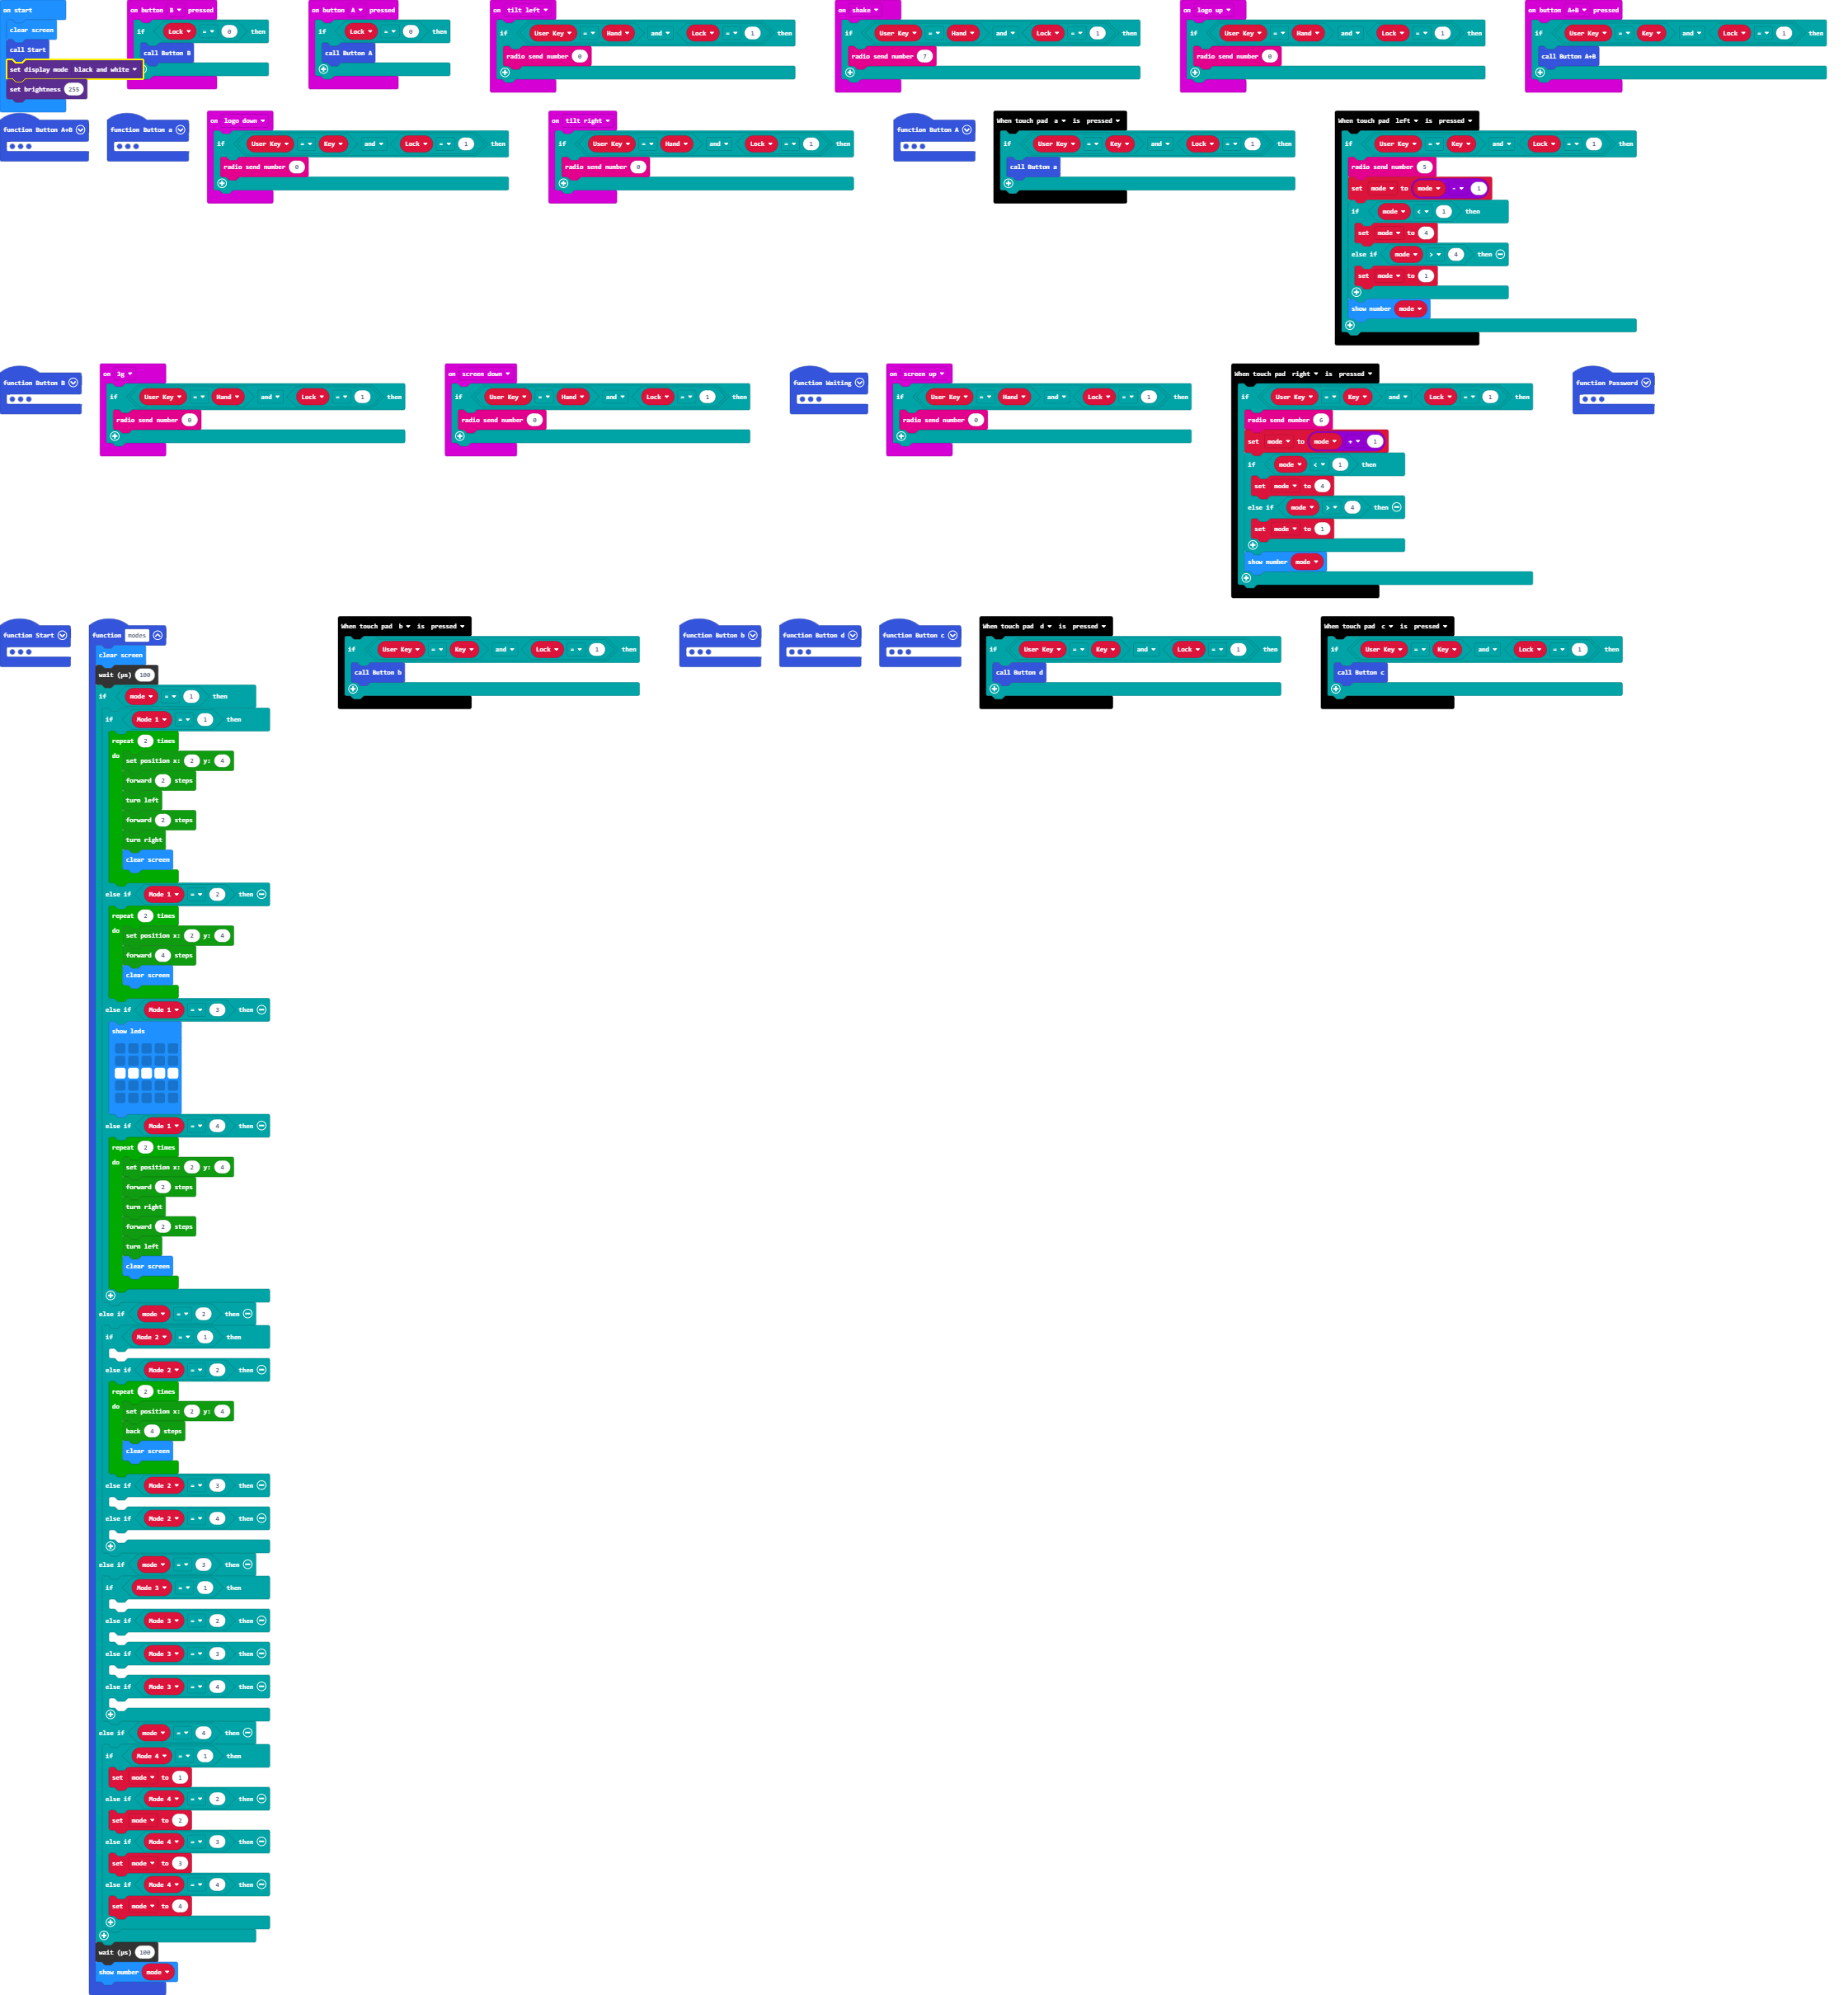 on start
clear screen
call Start
set display mode black and white
set brightness 255
on button B pressed
if Lock = 0 then
call Button B
on button A pressed
if Lock = 0 then
call Button A
on tilt left
if User Key = Hand and Lock = 1 then
radio send number 0
on shake
if User Key = Hand and Lock = 1 then
radio send number 7
on logo up
if User Key = Hand and Lock = 1 then
radio send number 0
on button A+B pressed
if User Key = Key and Lock = 1 then
call Button A+B
function Button A+B
function Button a
on logo down
if User Key = Key and Lock = 1 then
radio send number 0
on tilt right
if User Key = Hand and Lock = 1 then
radio send number 0
function Button A
When touch pad a is pressed
if User Key = Key and Lock = 1 then
call Button a
When touch pad left is pressed
if User Key = Key and Lock = 1 then
radio send number 5
set mode to mode - 1
if mode < 1 then
set mode to 4
else if mode > 4 then
set mode to 1
show number mode
function Button B
on 3g
if User Key = Hand and Lock = 1 then
radio send number 0
on screen down
if User Key = Hand and Lock = 1 then
radio send number 0
function Waiting
on screen up
if User Key = Hand and Lock = 1 then
radio send number 0
When touch pad right is pressed
if User Key = Key and Lock = 1 then
radio send number 6
set mode to mode + 1
if mode < 1 then
set mode to 4
else if mode > 4 then
set mode to 1
show number mode
function Password
function Start
function modes
clear screen
wait (µs) 100
if mode = 1 then
if Mode 1 = 1 then
repeat 2 times
do set position x: 2 y: 4
forward 2 steps
turn left
forward 2 steps
turn right
clear screen
else if Mode 1 = 2 then
repeat 2 times
do set position x: 2 y: 4
forward 4 steps
clear screen
else if Mode 1 = 3 then
show leds
else if Mode 1 = 4 then
repeat 2 times
do set position x: 2 y: 4
forward 2 steps
turn right
forward 2 steps
turn left
clear screen
else if mode = 2 then
if Mode 2 = 1 then
else if Mode 2 = 2 then
repeat 2 times
do set position x: 2 y: 4
back 4 steps
clear screen
else if Mode 2 = 3 then
else if Mode 2 = 4 then
else if mode = 3 then
if Mode 3 = 1 then
else if Mode 3 = 2 then
else if Mode 3 = 3 then
else if Mode 3 = 4 then
else if mode = 4 then
if Mode 4 = 1 then
set mode to 1
else if Mode 4 = 2 then
set mode to 2
else if Mode 4 = 3 then
set mode to 3
else if Mode 4 = 4 then
set mode to 4
wait (µs) 100
show number mode
When touch pad b is pressed
if User Key = Key and Lock = 1 then
call Button b
function Button b
function Button d
function Button c
When touch pad d is pressed
if User Key = Key and Lock = 1 then
call Button d
When touch pad c is pressed
if User Key = Key and Lock = 1 then
call Button c